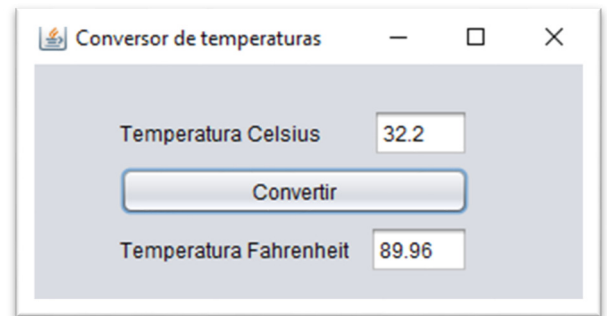 Conversor de temperaturas
Temperatura Celsius 32.2
Convertir
Temperatura Fahrenheit 89.96